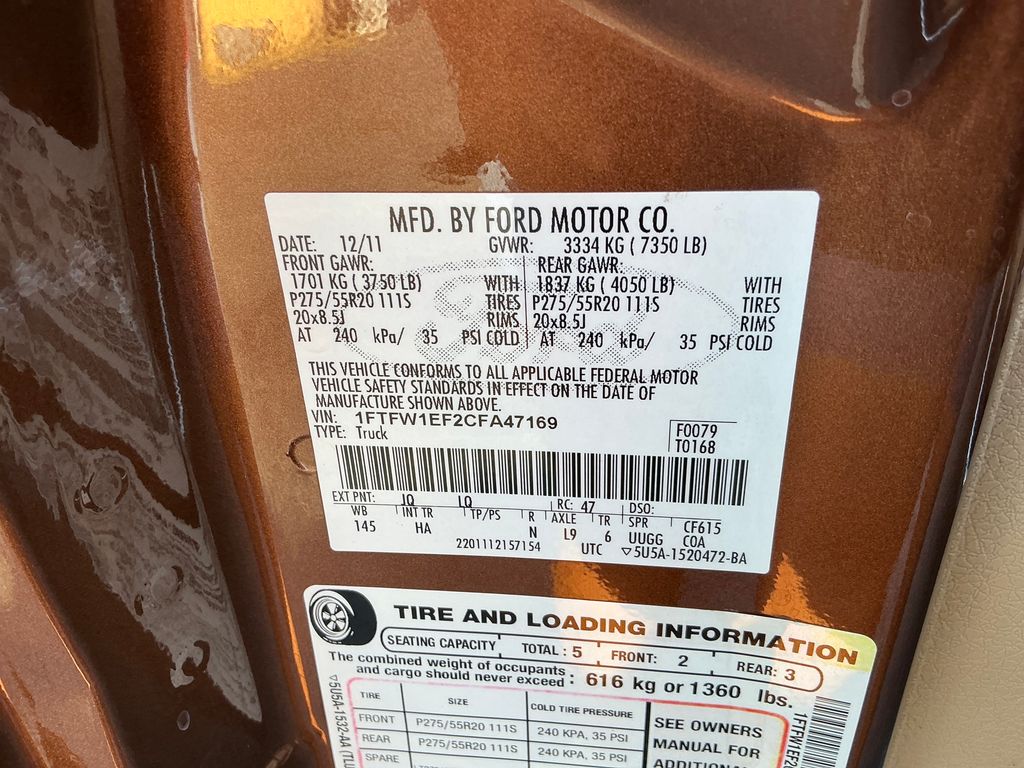 MFD. BY FORD MOTOR CO.
DATE: 12/11 GVWR: 3334 KG ( 7350 LB)
FRONT GAWR: REAR GAWR:
1701 KG ( 3750 LB) WITH 1837 KG ( 4050 LB) WITH
P275/55R20 111S TIRES P275/55R20 111S TIRES
20x8.5J RIMS 20x8.5J RIMS
AT 240 kPa/ 35 PSI COLD AT 240 kPa/ 35 PSI COLD
THIS VEHICLE CONFORMS TO ALL APPLICABLE FEDERAL MOTOR
VEHICLE SAFETY STANDARDS IN EFFECT ON THE DATE OF
MANUFACTURE SHOWN ABOVE.
VIN: 1FTFW1EF2CFA47169
TYPE: Truck
F0079
T0168
EXT PNT: JQ LQ RC: 47 DSO:
WB INT TR TP/PS R AXLE TR SPR CF615
145 HA N L9 6 UUGG COA
2201112157154 UTC ▽5U5A-1520472-BA
TIRE AND LOADING INFORMATION
SEATING CAPACITY TOTAL : 5 FRONT: 2 REAR: 3
The combined weight of occupants
and cargo should never exceed : 616 kg or 1360 lbs.
TIRE SIZE COLD TIRE PRESSURE
FRONT P275/55R20 111S 240 KPA, 35 PSI
REAR P275/55R20 111S 240 KPA, 35 PSI
SPARE
SEE OWNERS
MANUAL FOR
▽5U5A-1532-AA (TLU